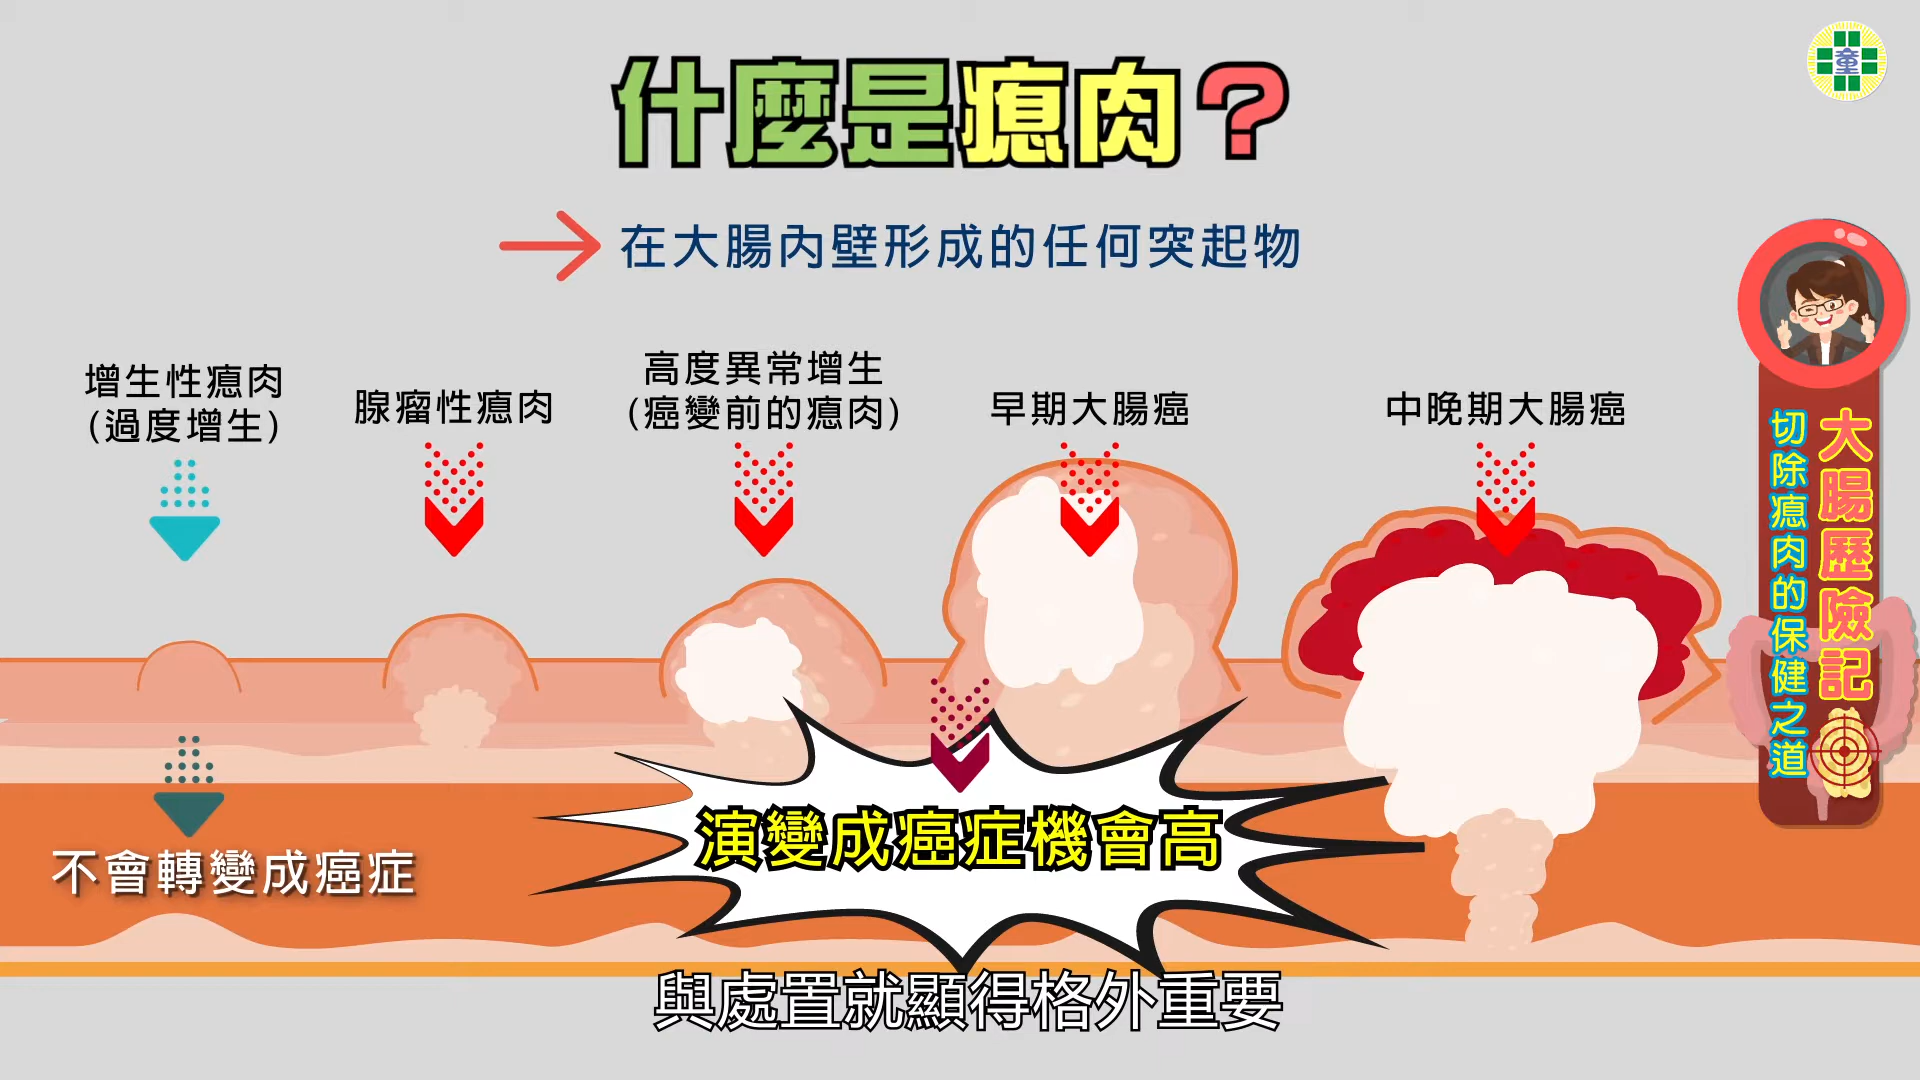 什麼是瘜肉？
在大腸內壁形成的任何突起物
增生性瘜肉
(過度增生)
腺瘤性瘜肉
高度異常增生
(癌變前的瘜肉)
早期大腸癌
中晚期大腸癌
不會轉變成癌症
演變成癌症機會高
與處置就顯得格外重要
大腸歷險記
切除瘜肉的保健之道
童